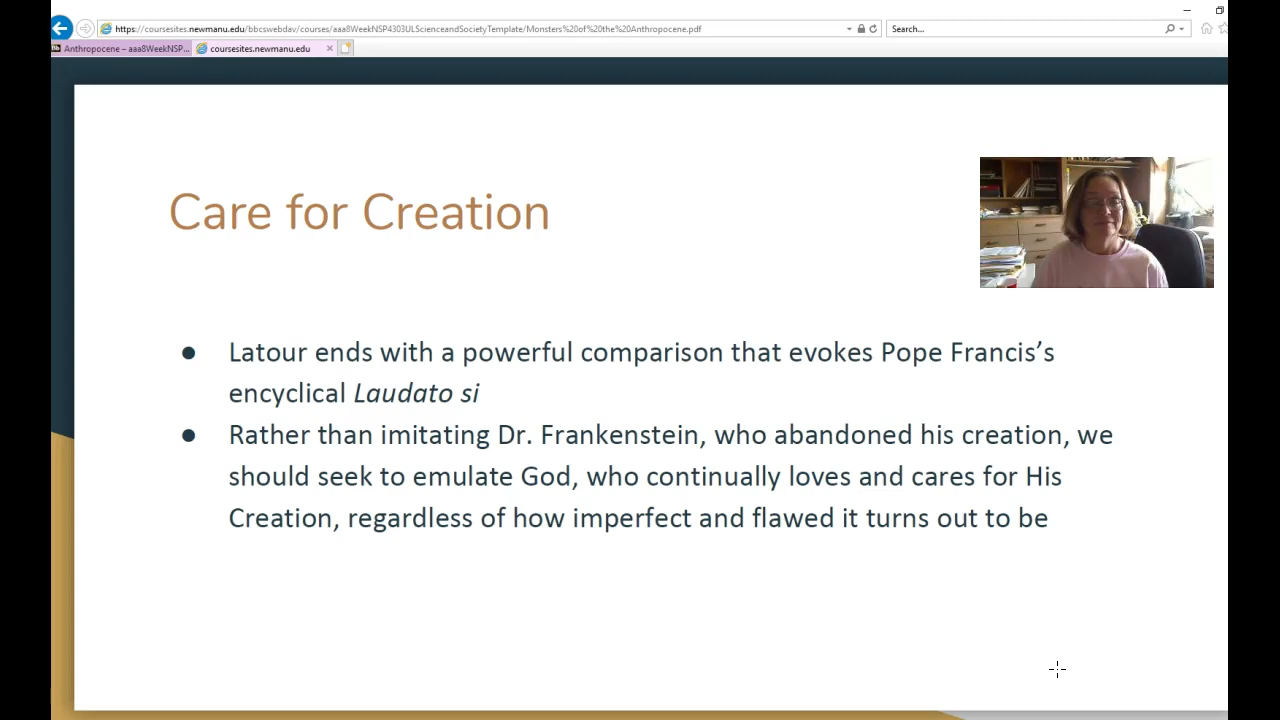 https://coursesites.newmanu.edu/bbcswebdav/courses/aaa8WeekNSP4303ULScienceandSocietyTemplate/Monsters%20of%20the%20Anthropocene.pdf
Search...
Anthropocene – aaa8WeekNSP...
coursesites.newmanu.edu
Care for Creation
● Latour ends with a powerful comparison that evokes Pope Francis’s
encyclical Laudato si
● Rather than imitating Dr. Frankenstein, who abandoned his creation, we
should seek to emulate God, who continually loves and cares for His
Creation, regardless of how imperfect and flawed it turns out to be